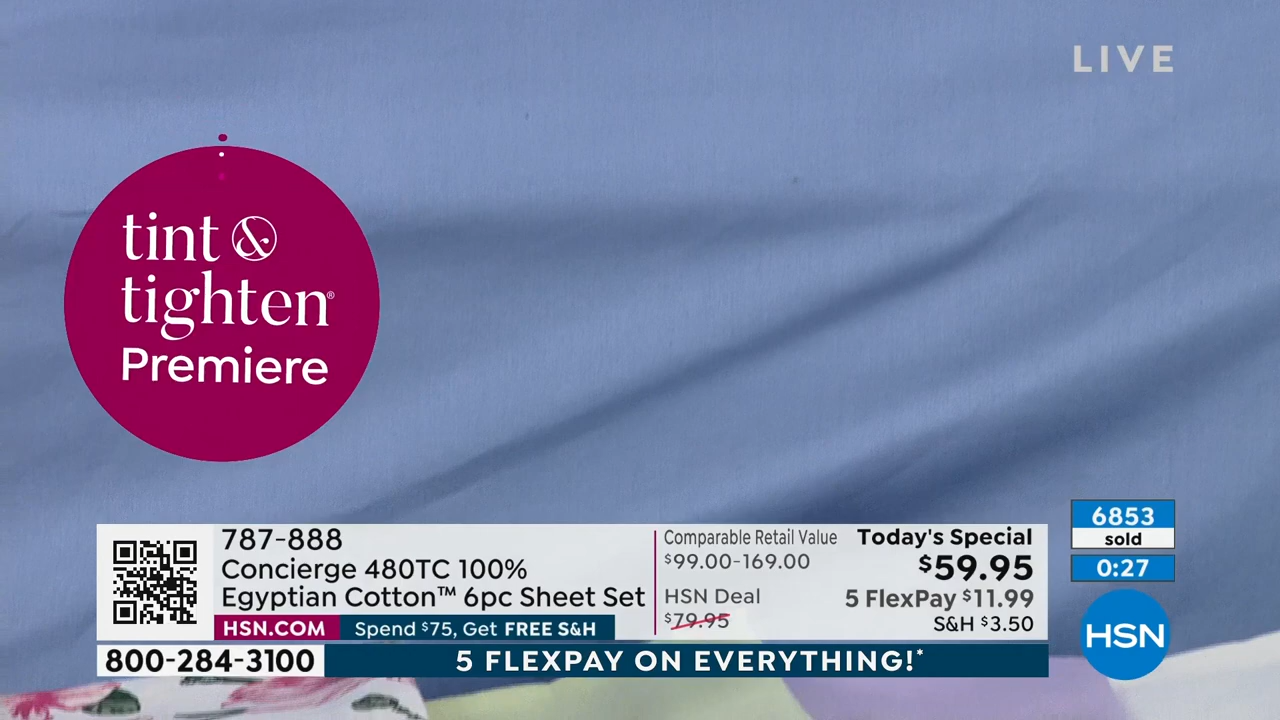 LIVE
tint &
tighten®
Premiere
787-888
Concierge 480TC 100%
Egyptian Cotton™ 6pc Sheet Set
HSN.COM
Spend $75, Get FREE S&H
Comparable Retail Value
$99.00-169.00
HSN Deal
$79.95
Today's Special
$59.95
5 FlexPay $11.99
S&H $3.50
6853
sold
0:27
HSN
800-284-3100
5 FLEXPAY ON EVERYTHING!*